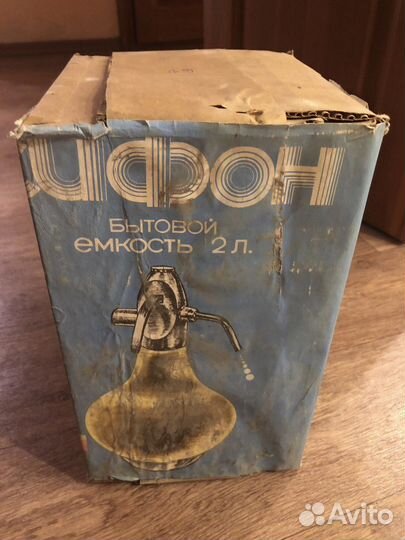 ифон
бытовой
емкость 2 л.
Avito